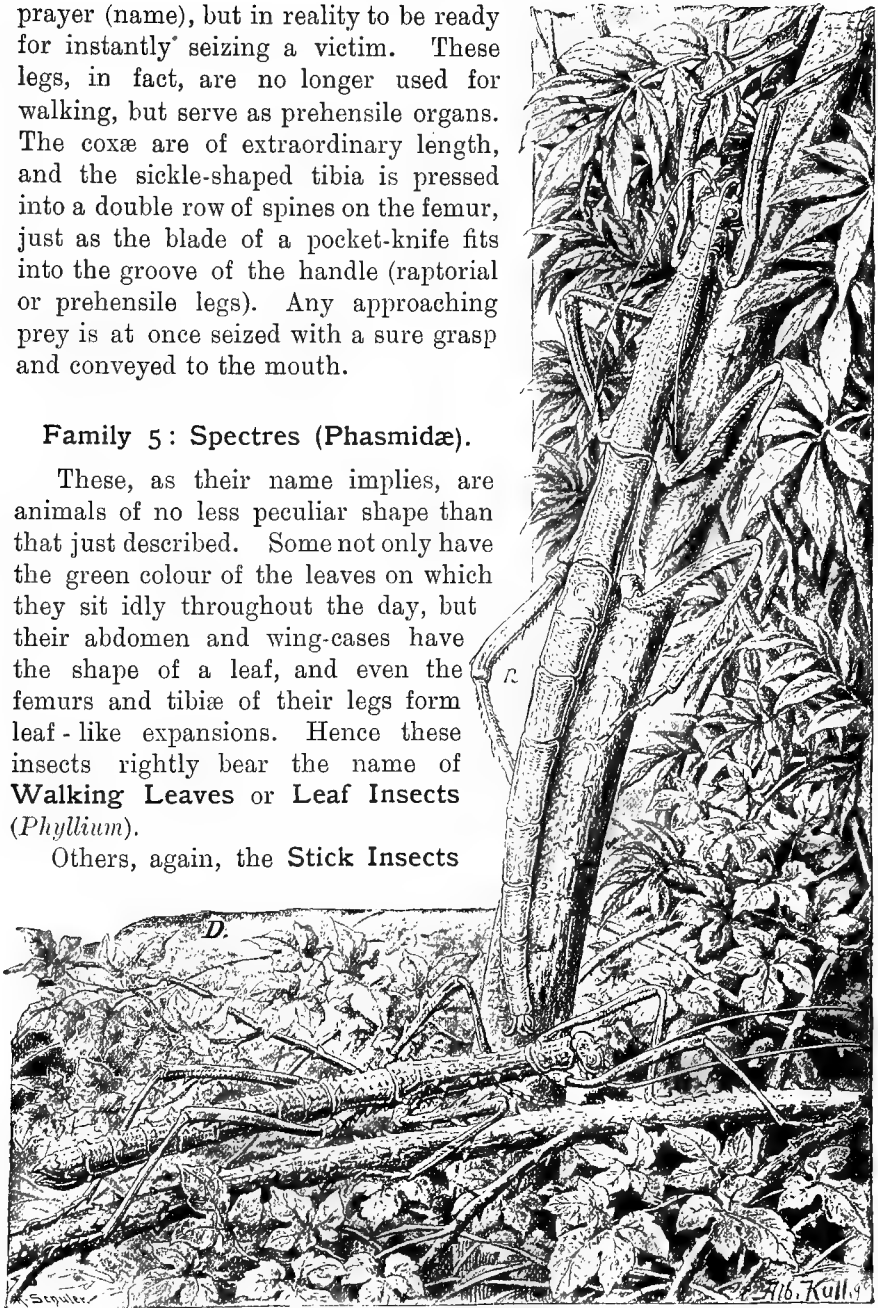 prayer (name), but in reality to be ready
for instantly seizing a victim. These
legs, in fact, are no longer used for
walking, but serve as prehensile organs.
The coxæ are of extraordinary length,
and the sickle-shaped tibia is pressed
into a double row of spines on the femur,
just as the blade of a pocket-knife fits
into the groove of the handle (raptorial
or prehensile legs). Any approaching
prey is at once seized with a sure grasp
and conveyed to the mouth.
Family 5: Spectres (Phasmidæ).
These, as their name implies, are
animals of no less peculiar shape than
that just described. Some not only have
the green colour of the leaves on which
they sit idly throughout the day, but
their abdomen and wing-cases have
the shape of a leaf, and even the
femurs and tibiæ of their legs form
leaf-like expansions. Hence these
insects rightly bear the name of
Walking Leaves or Leaf Insects
(Phyllium).
Others, again, the Stick Insects
D.
Alb. Kull.